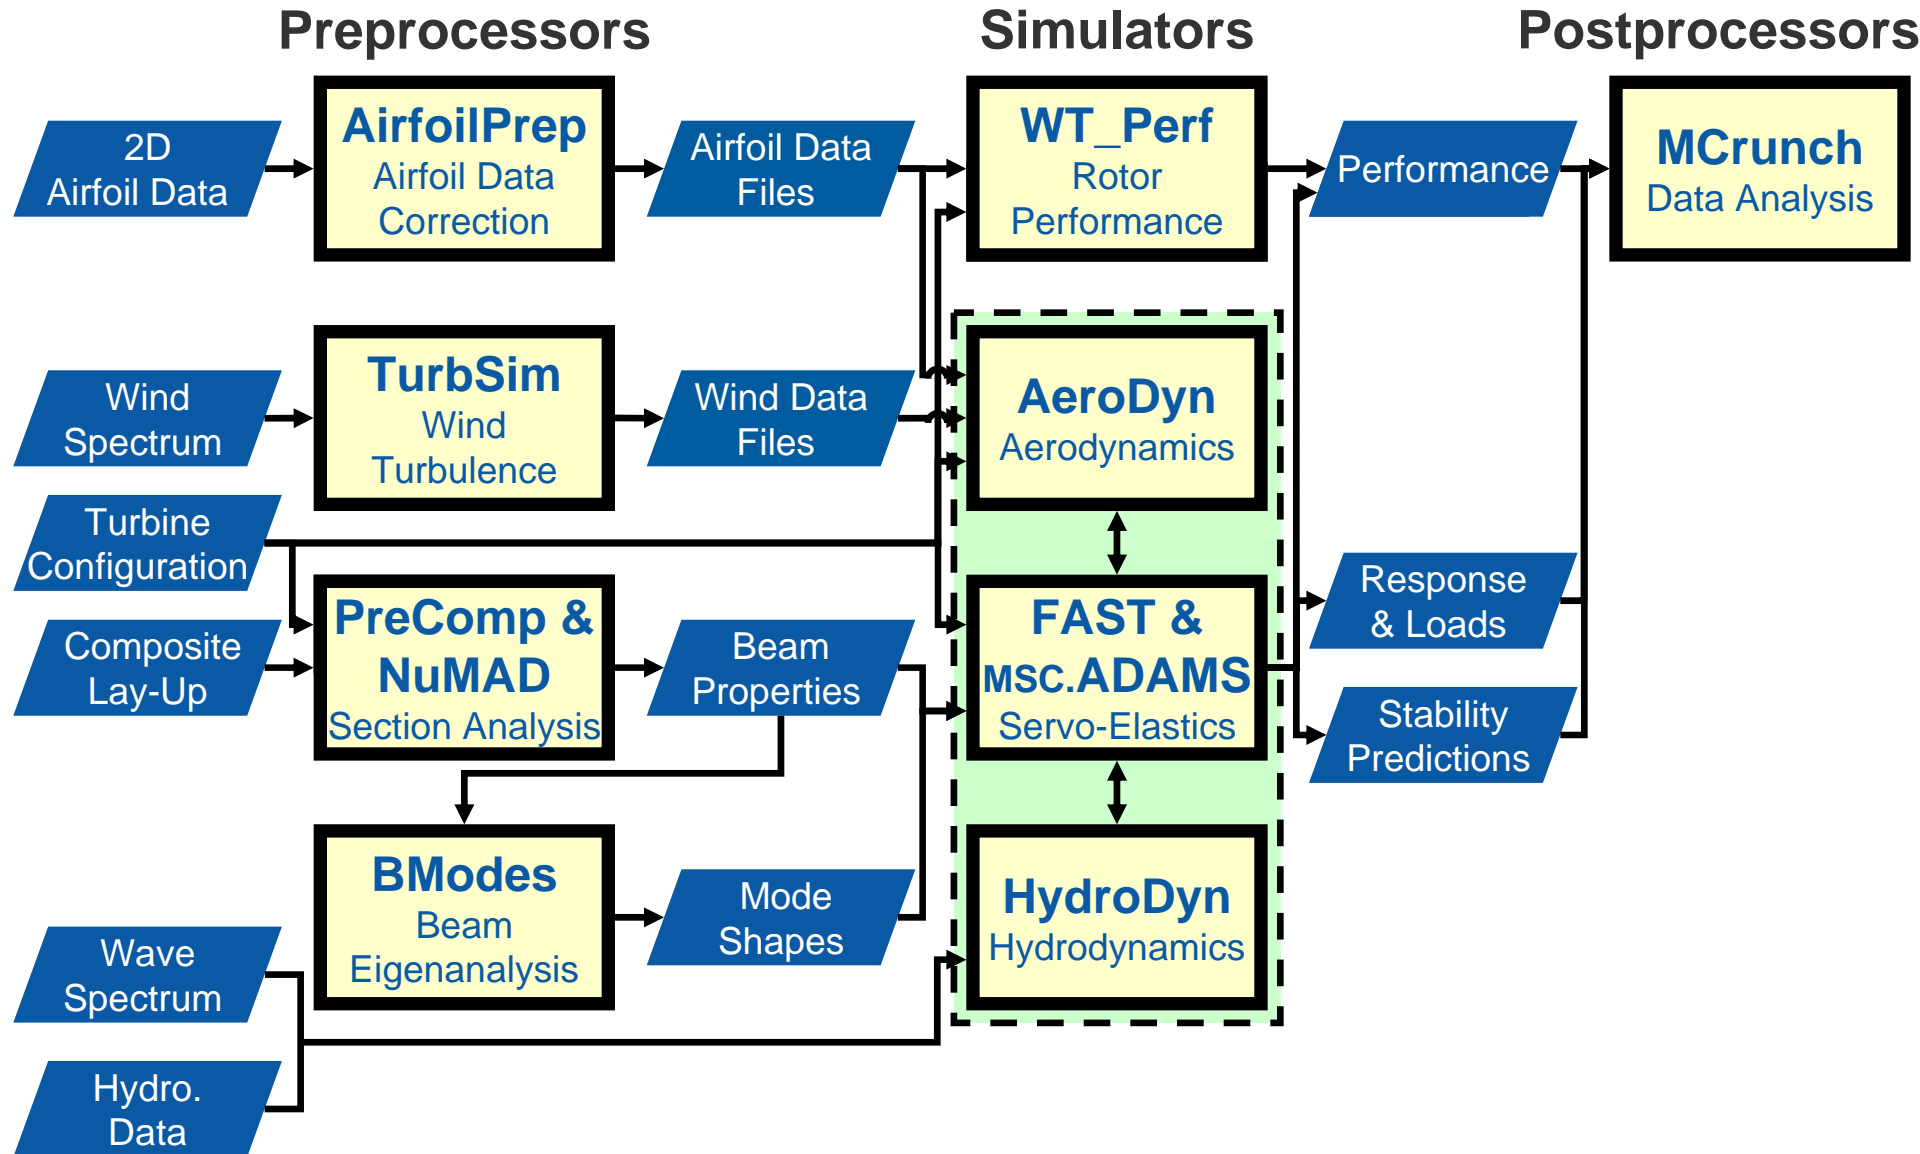 Preprocessors
Simulators
Postprocessors
2D
Airfoil Data
AirfoilPrep
Airfoil Data
Correction
Airfoil Data
Files
WT_Perf
Rotor
Performance
Performance
MCrunch
Data Analysis
Wind
Spectrum
TurbSim
Wind
Turbulence
Wind Data
Files
AeroDyn
Aerodynamics
Turbine
Configuration
Composite
Lay-Up
PreComp &
NuMAD
Section Analysis
Beam
Properties
FAST &
MSC.ADAMS
Servo-Elastics
Response
& Loads
Stability
Predictions
BModes
Beam
Eigenanalysis
Mode
Shapes
HydroDyn
Hydrodynamics
Wave
Spectrum
Hydro.
Data